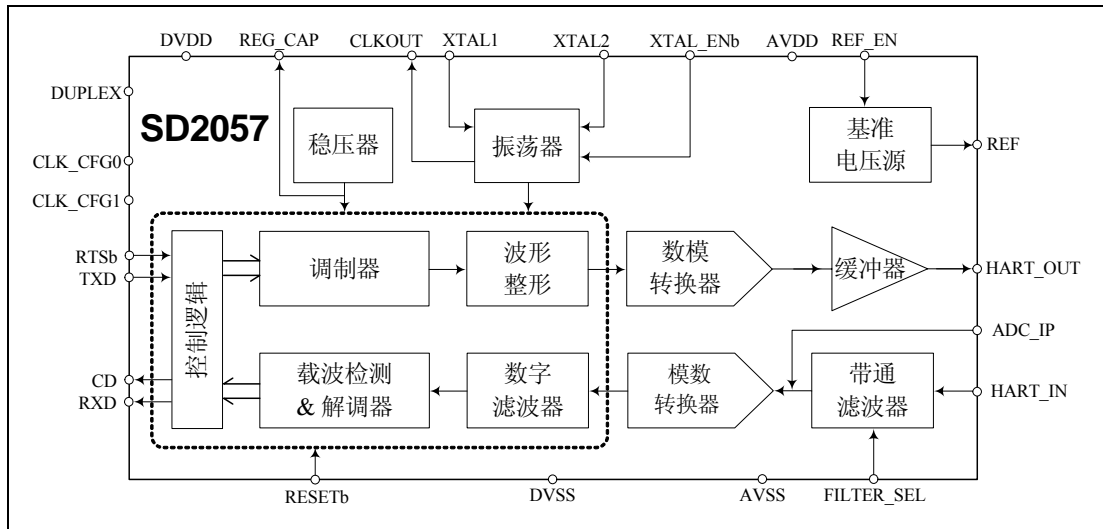 DVDD
REG_CAP
CLKOUT
XTAL1
XTAL2
XTAL_ENb
AVDD
REF_EN
DUPLEX
SD2057
稳压器
振荡器
基准
电压源
REF
CLK_CFG0
CLK_CFG1
RTSb
TXD
控制逻辑
调制器
波形
整形
数模
转换器
缓冲器
HART_OUT
ADC_IP
CD
RXD
载波检测
& 解调器
数字
滤波器
模数
转换器
带通
滤波器
HART_IN
RESETb
DVSS
AVSS
FILTER_SEL